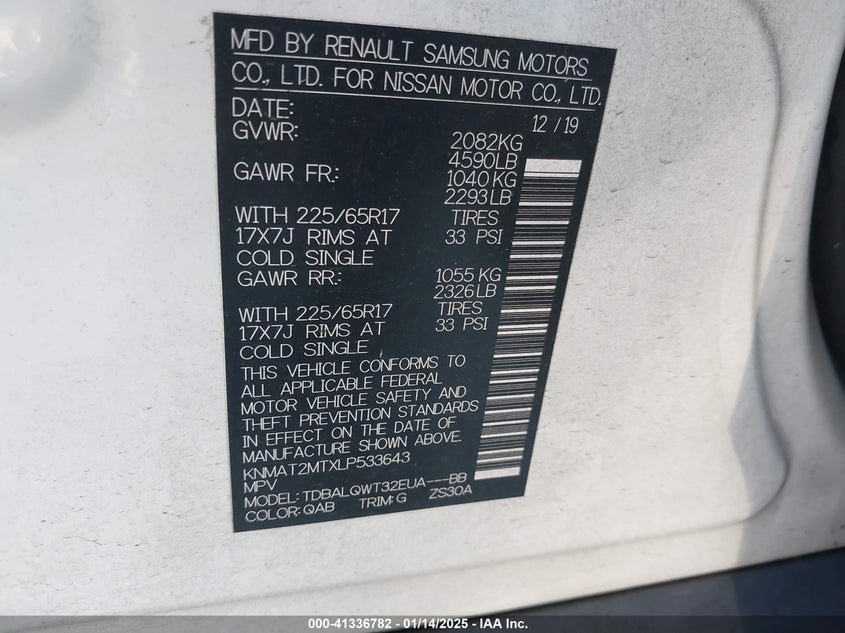 MFD BY RENAULT SAMSUNG MOTORS
CO., LTD. FOR NISSAN MOTOR CO., LTD.
DATE: 12 / 19
GVWR: 2082KG
4590LB
GAWR FR.: 1040 KG
2293 LB
WITH 225/65R17 TIRES
17X7J RIMS AT 33 PSI
COLD SINGLE
GAWR RR.: 1055 KG
2326 LB
WITH 225/65R17 TIRES
17X7J RIMS AT 33 PSI
COLD SINGLE
THIS VEHICLE CONFORMS TO
ALL APPLICABLE FEDERAL
MOTOR VEHICLE SAFETY AND
THEFT PREVENTION STANDARDS
IN EFFECT ON THE DATE OF
MANUFACTURE SHOWN ABOVE.
KNMAT2MTXLP533643
MPV
MODEL: TDBALQWT32EUA---BB
COLOR: QAB TRIM: G ZS30A
000-41336782 — 01/14/2025 — IAA Inc.